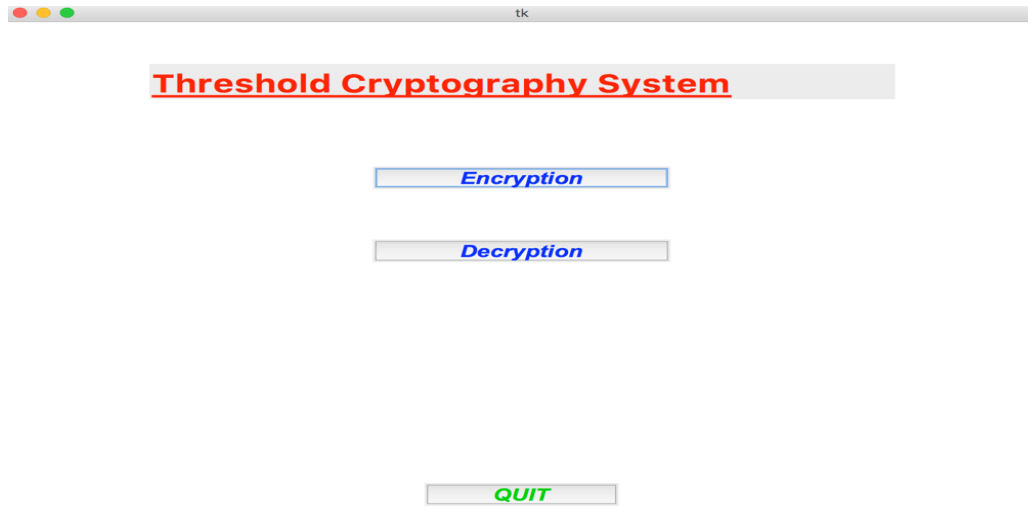 tk
Threshold Cryptography System
Encryption
Decryption
QUIT